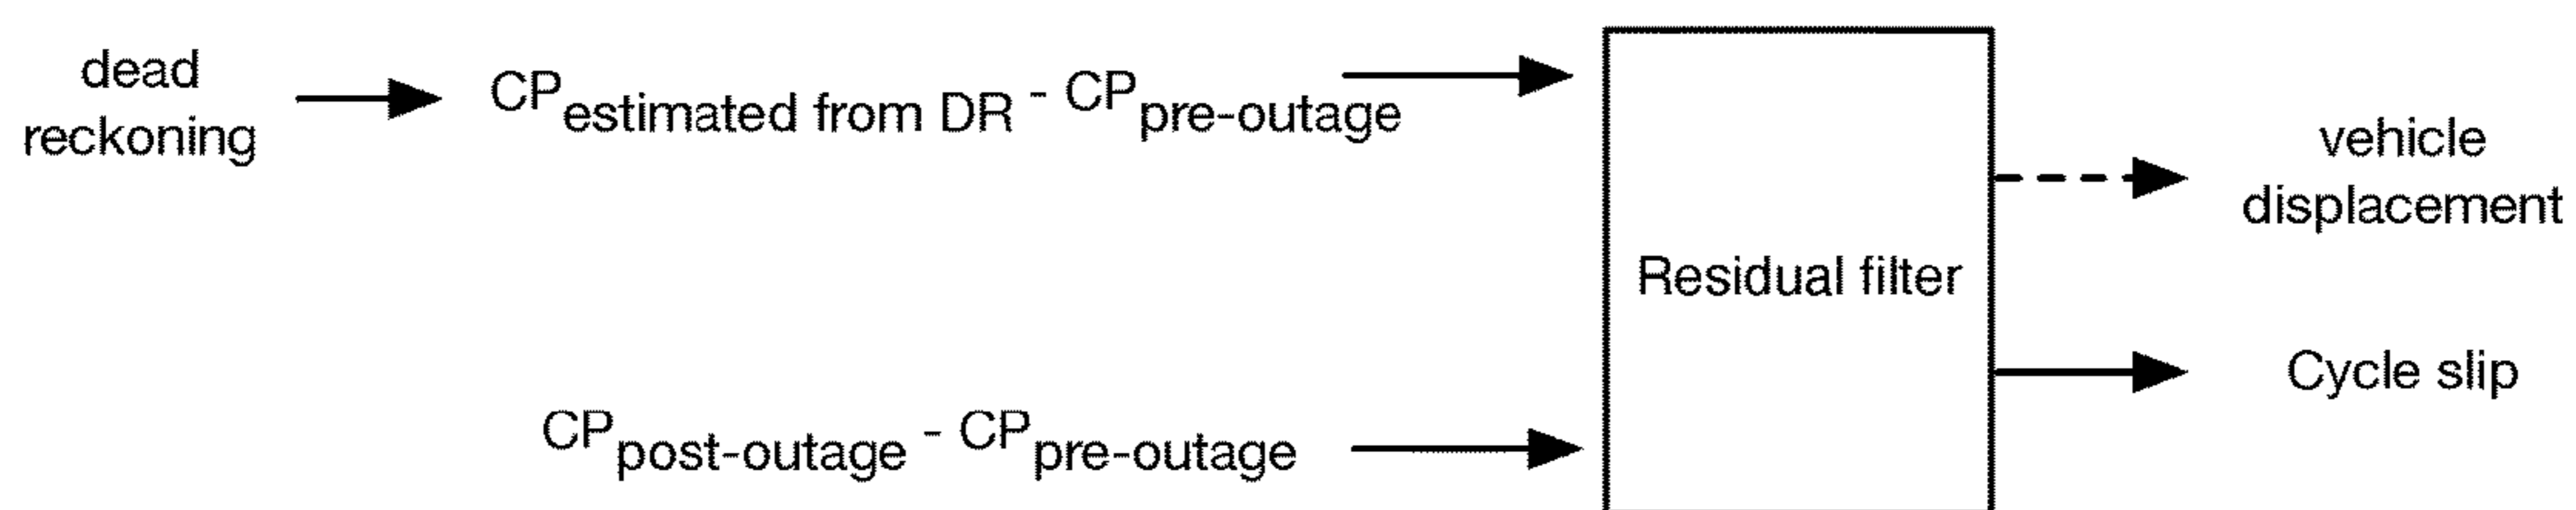 dead
reckoning
CPestimated from DR - CPpre-outage
CPpost-outage - CPpre-outage
Residual filter
vehicle
displacement
Cycle slip